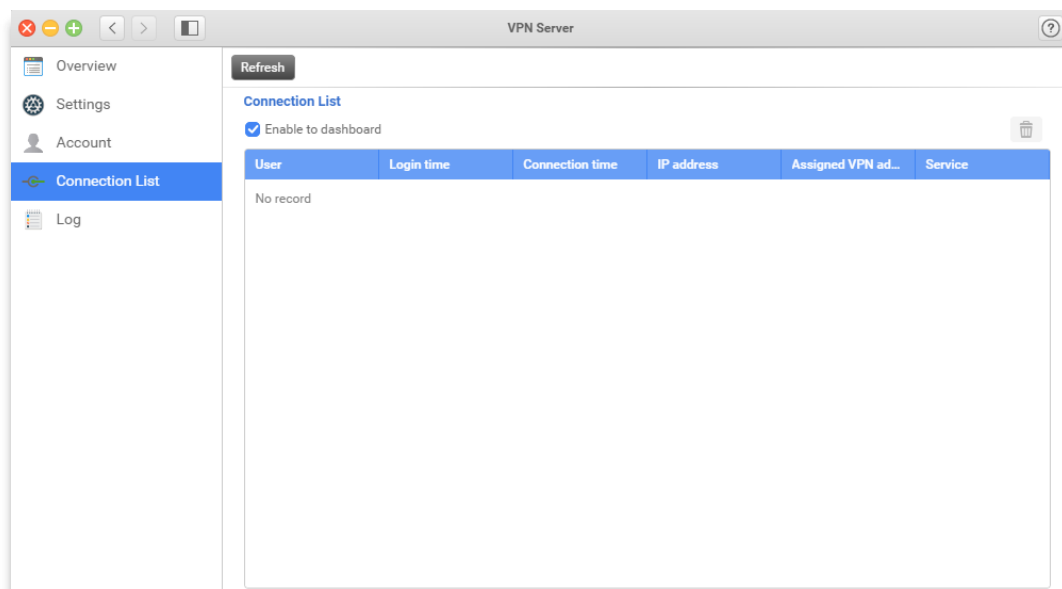 VPN Server
?
Overview
Settings
Account
Connection List
Log
Refresh
Connection List
Enable to dashboard
User Login time Connection time IP address Assigned VPN ad... Service
No record